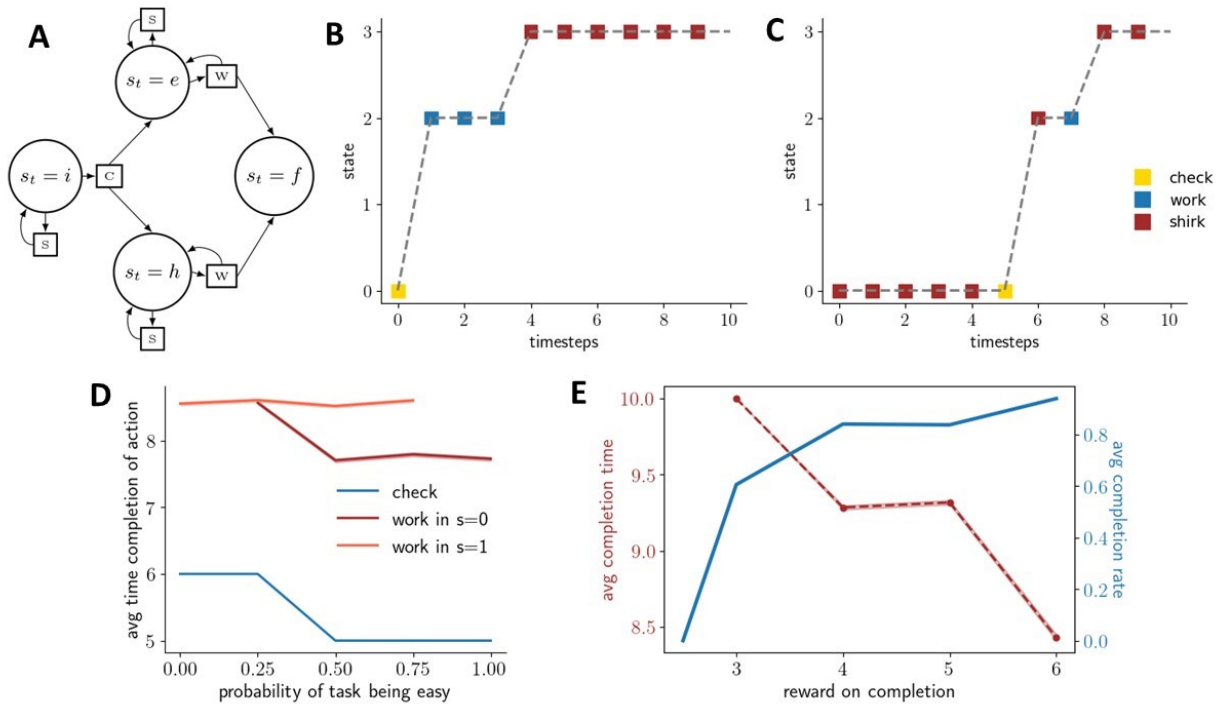 A
S
s_t = e
W
s_t = i
C
s_t = f
S
s_t = h
W
S
B
3
2
1
0
state
0 2 4 6 8 10
timesteps
C
3
2
1
0
state
check
work
shirk
0 2 4 6 8 10
timesteps
D
8
7
6
5
avg time completion of action
check
work in s=0
work in s=1
0.00 0.25 0.50 0.75 1.00
probability of task being easy
E
10.0
9.5
9.0
8.5
avg completion time
0.8
0.6
0.4
0.2
0.0
avg completion rate
3 4 5 6
reward on completion